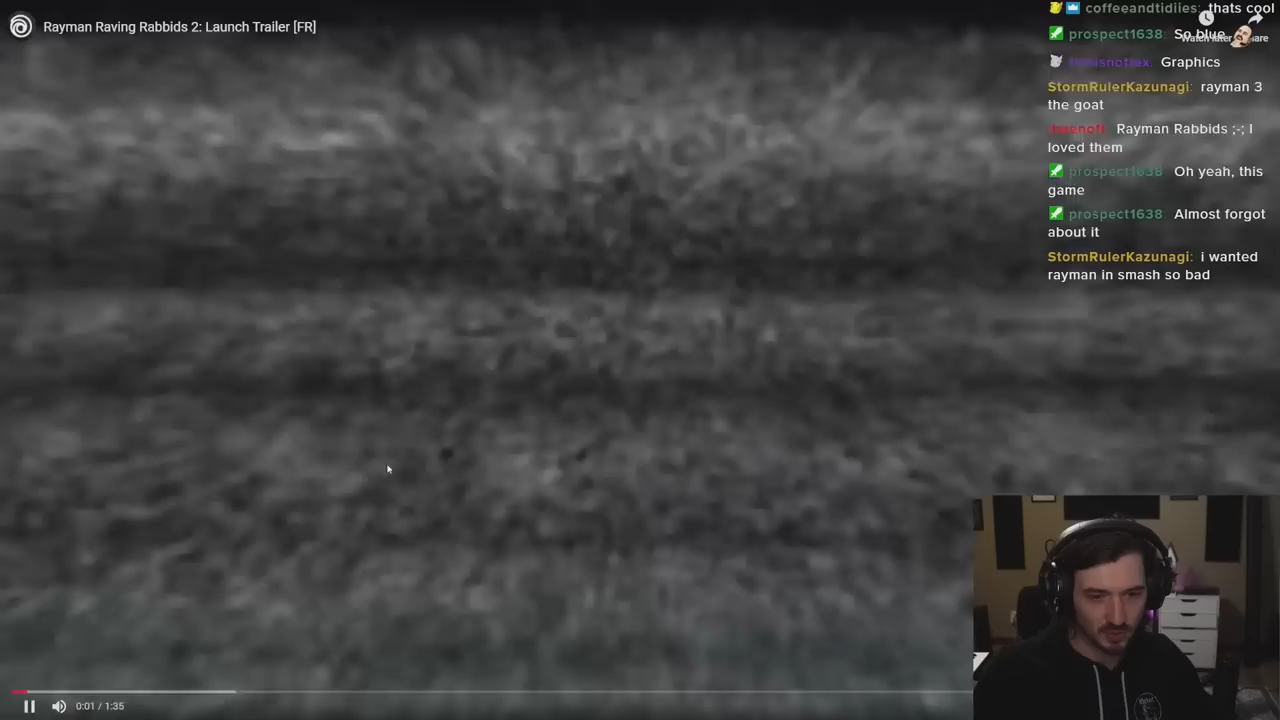 Rayman Raving Rabbids 2: Launch Trailer [FR]
coffeeandtidiies: thats cool
prospect1638: So blue
Graphics
StormRulerKazunagi: rayman 3
the goat
Rayman Rabbids ;-; I
loved them
prospect1638: Oh yeah, this
game
prospect1638: Almost forgot
about it
StormRulerKazunagi: i wanted
rayman in smash so bad
0:01 / 1:35